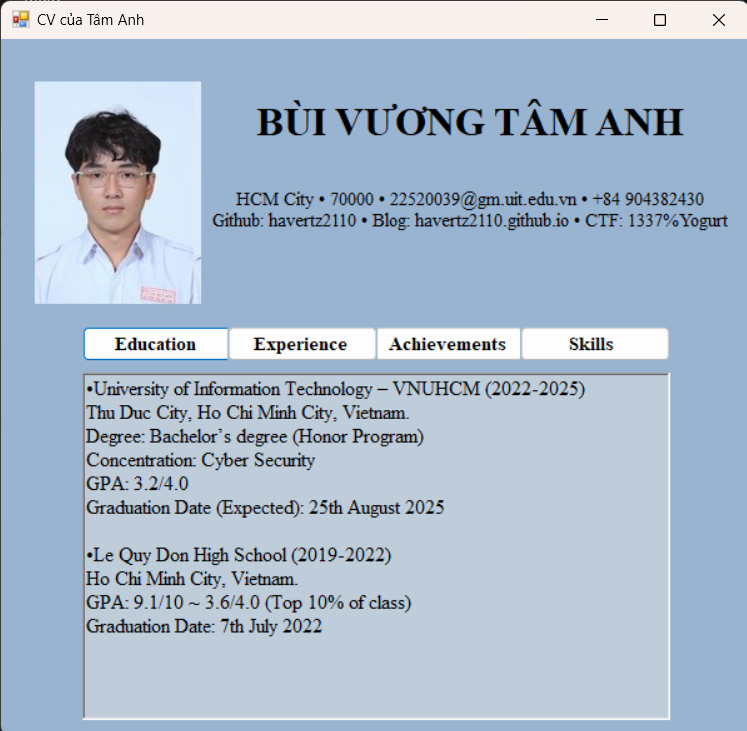 CV của Tâm Anh
BÙI VƯƠNG TÂM ANH
HCM City • 70000 • 22520039@gm.uit.edu.vn • +84 904382430
Github: havertz2110 • Blog: havertz2110.github.io • CTF: 1337%Yogurt
Education Experience Achievements Skills
•University of Information Technology – VNUHCM (2022-2025)
Thu Duc City, Ho Chi Minh City, Vietnam.
Degree: Bachelor’s degree (Honor Program)
Concentration: Cyber Security
GPA: 3.2/4.0
Graduation Date (Expected): 25th August 2025
•Le Quy Don High School (2019-2022)
Ho Chi Minh City, Vietnam.
GPA: 9.1/10 ~ 3.6/4.0 (Top 10% of class)
Graduation Date: 7th July 2022